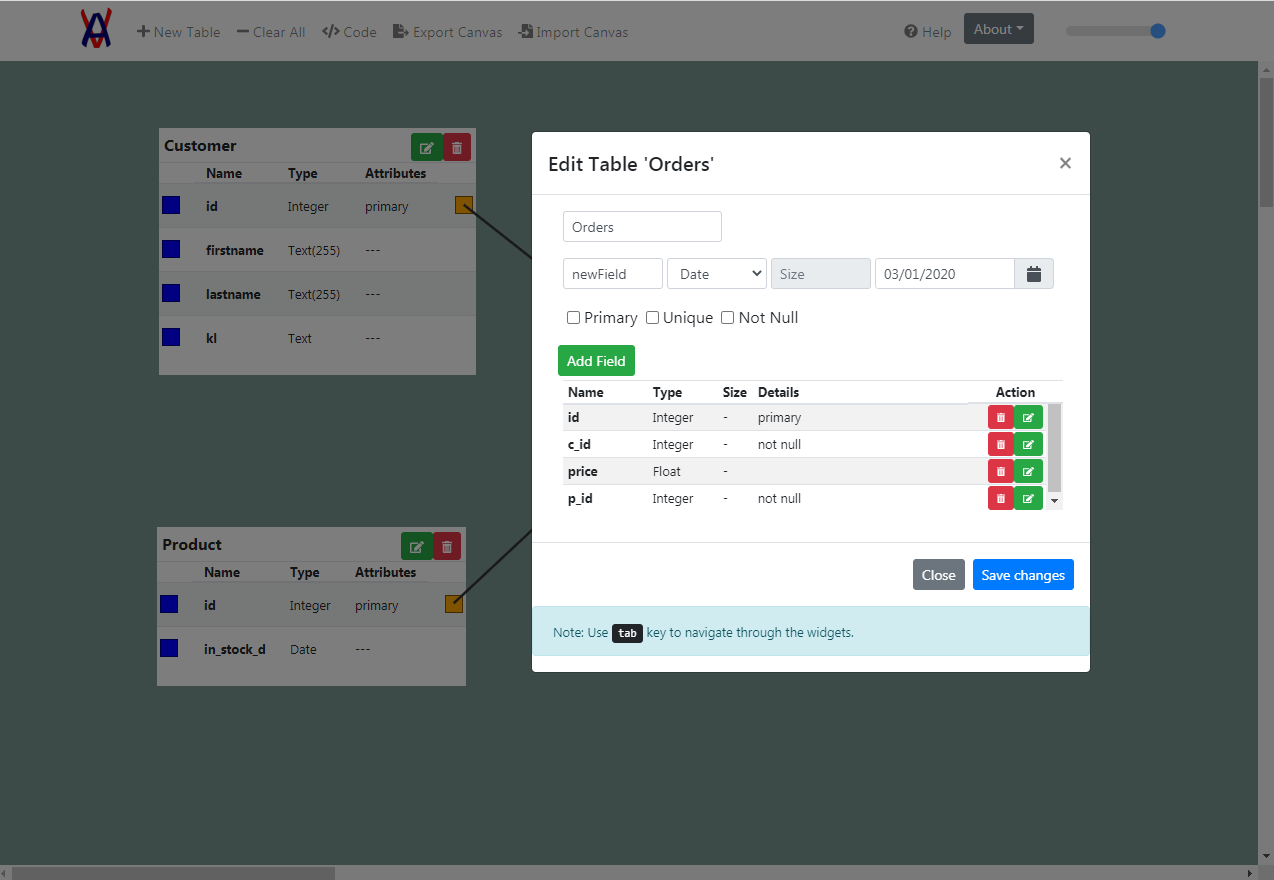 New Table Clear All Code Export Canvas Import Canvas Help About
Customer
Name Type Attributes
id Integer primary
firstname Text(255) ---
lastname Text(255) ---
kl Text ---
Product
Name Type Attributes
id Integer primary
in_stock_d Date ---
Edit Table 'Orders' ×
Orders
newField Date Size 03/01/2020
Primary Unique Not Null
Add Field
Name Type Size Details Action
id Integer - primary
c_id Integer - not null
price Float -
p_id Integer - not null
Close Save changes
Note: Use tab key to navigate through the widgets.